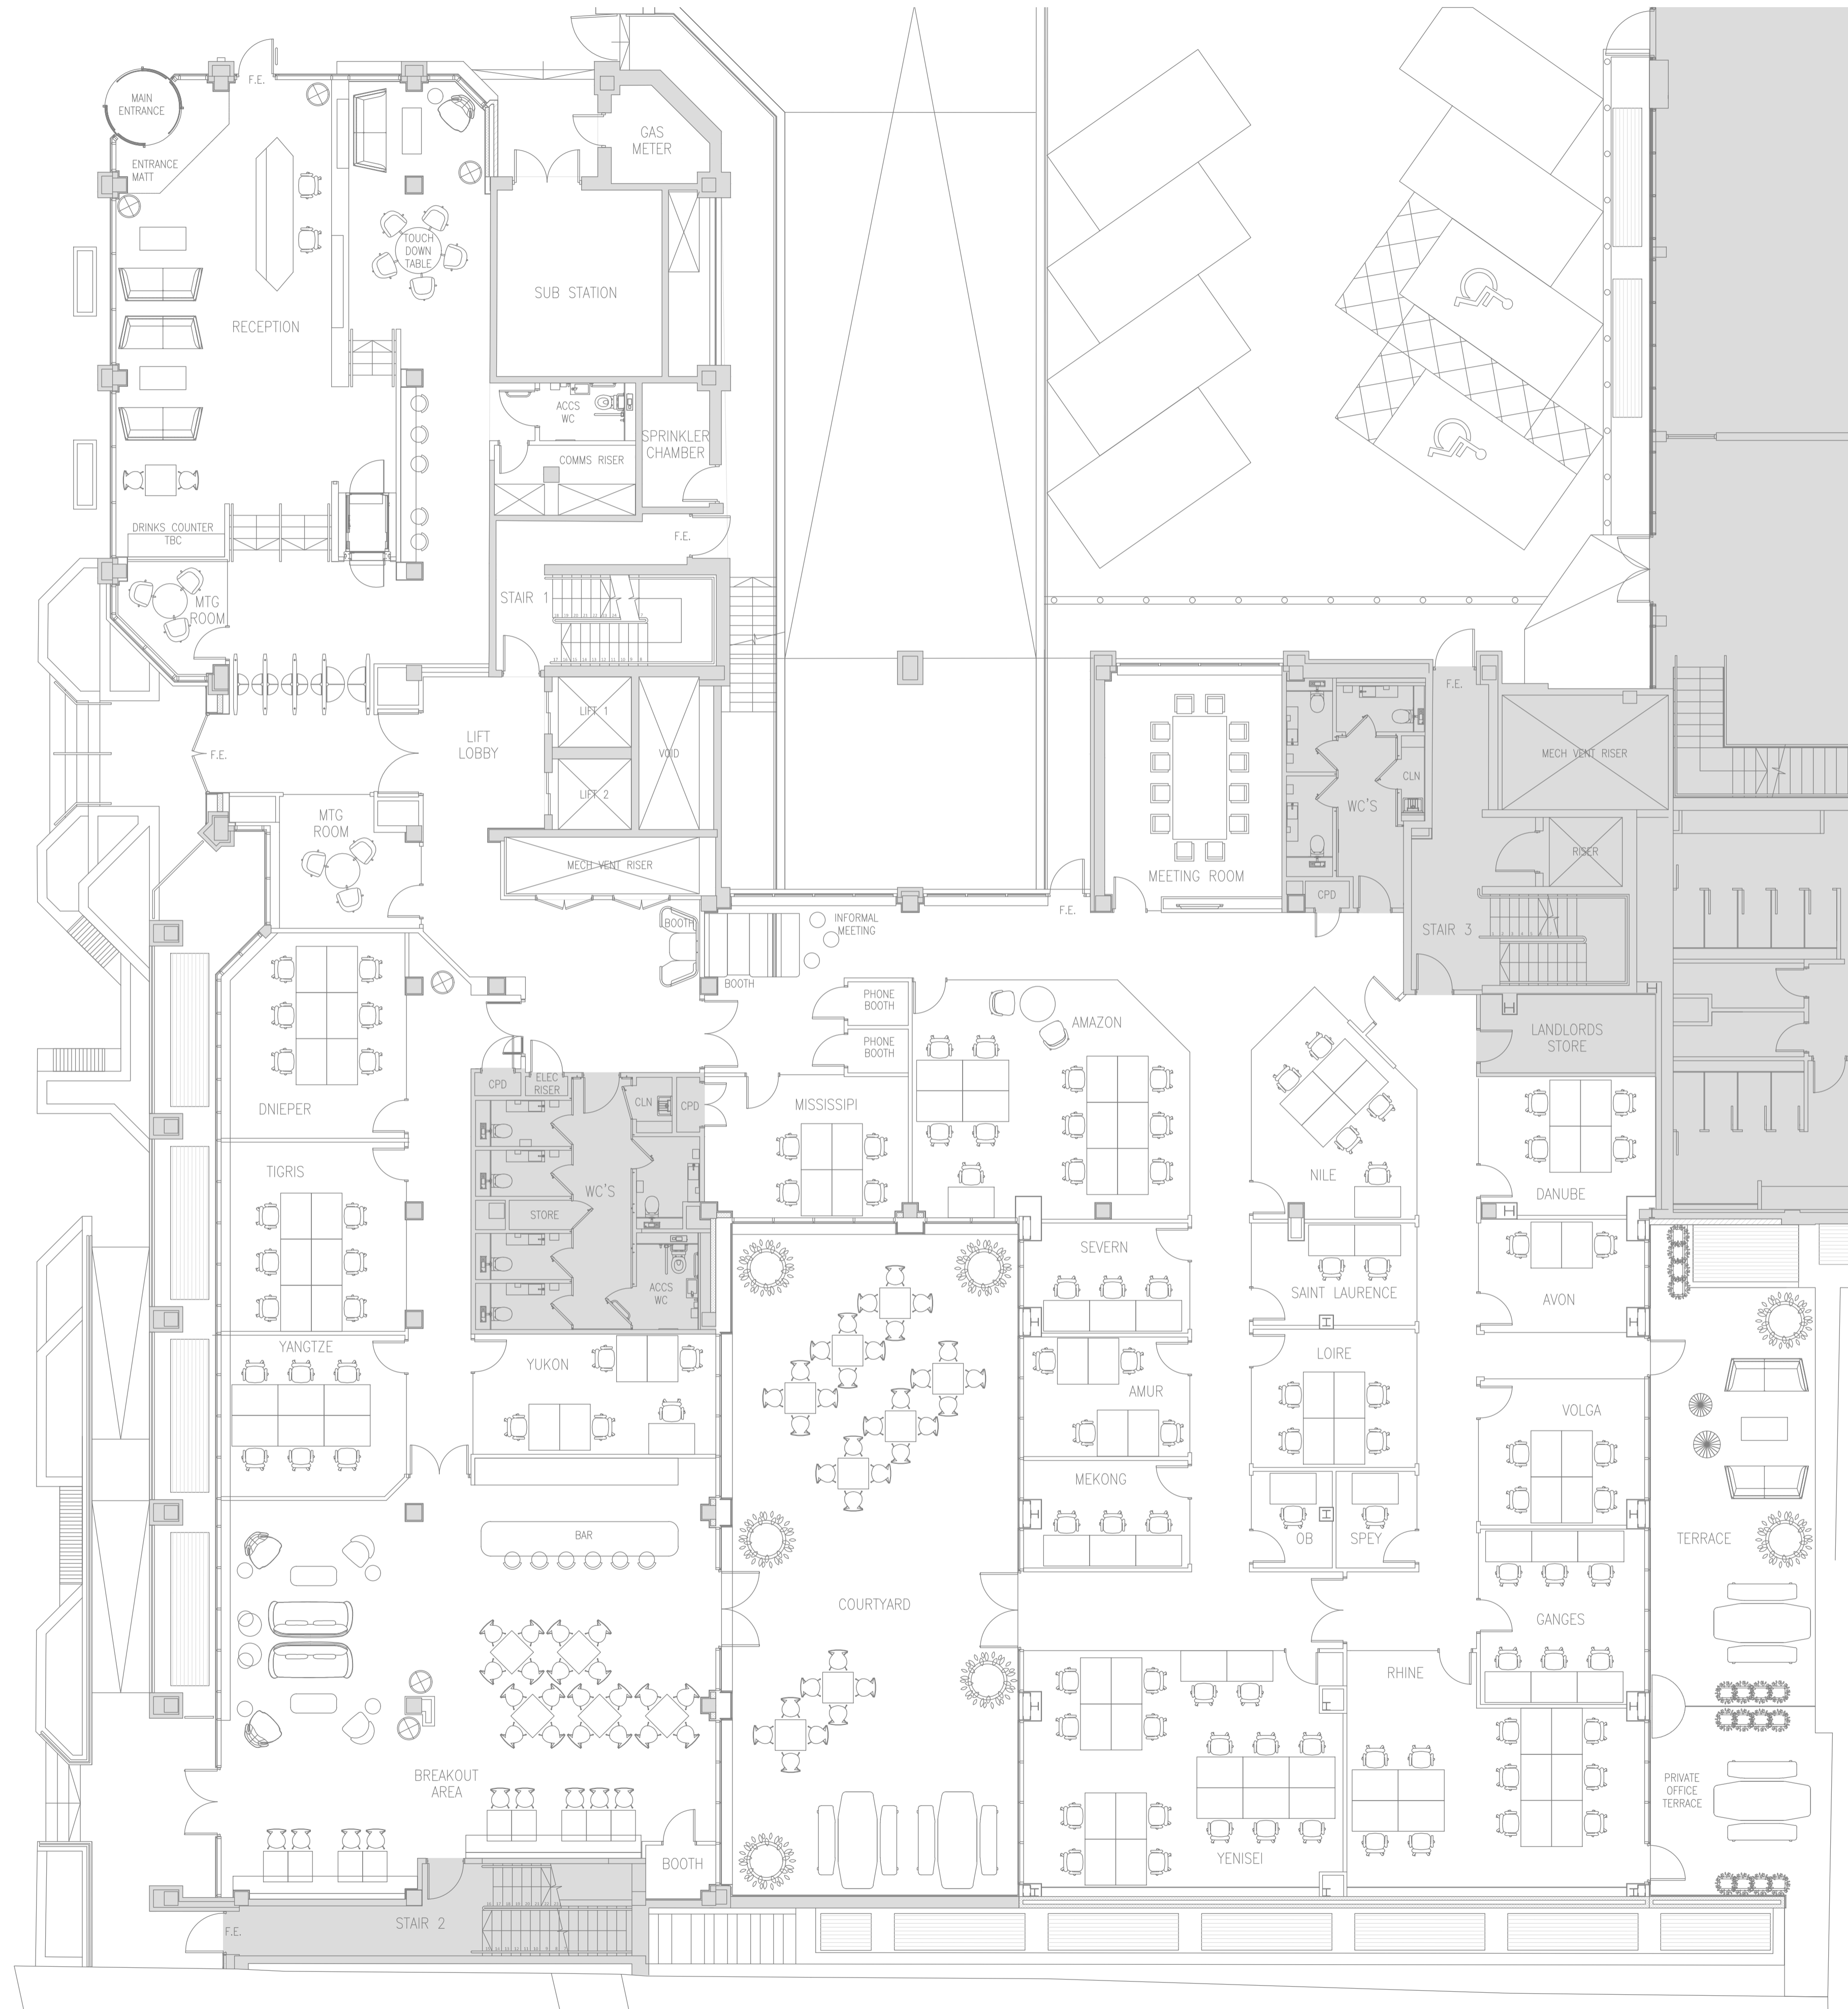 MAIN
ENTRANCE
F.E.
ENTRANCE
MATT
GAS
METER
TOUCH
DOWN
TABLE
SUB STATION
RECEPTION
ACCS
WC
SPRINKLER
CHAMBER
COMMS RISER
DRINKS COUNTER
TBC
F.E.
STAIR 1
MTG
ROOM
F.E.
LIFT
LOBBY
LIFT 1
LIFT 2
VOID
F.E.
MECH VENT RISER
CLN
WC'S
MTG
ROOM
MECH VENT RISER
MEETING ROOM
RISER
CPD
F.E.
STAIR 3
BOOTH
INFORMAL
MEETING
BOOTH
PHONE
BOOTH
PHONE
BOOTH
AMAZON
LANDLORDS
STORE
DNIEPER
CPD
ELEC
RISER
CLN
CPD
MISSISSIPI
NILE
DANUBE
TIGRIS
WC'S
STORE
SEVERN
ACCS
WC
SAINT LAURENCE
AVON
YANGTZE
YUKON
LOIRE
AMUR
VOLGA
MEKONG
BAR
OB
SPEY
TERRACE
COURTYARD
GANGES
RHINE
BREAKOUT
AREA
PRIVATE
OFFICE
TERRACE
YENISEI
BOOTH
STAIR 2
F.E.